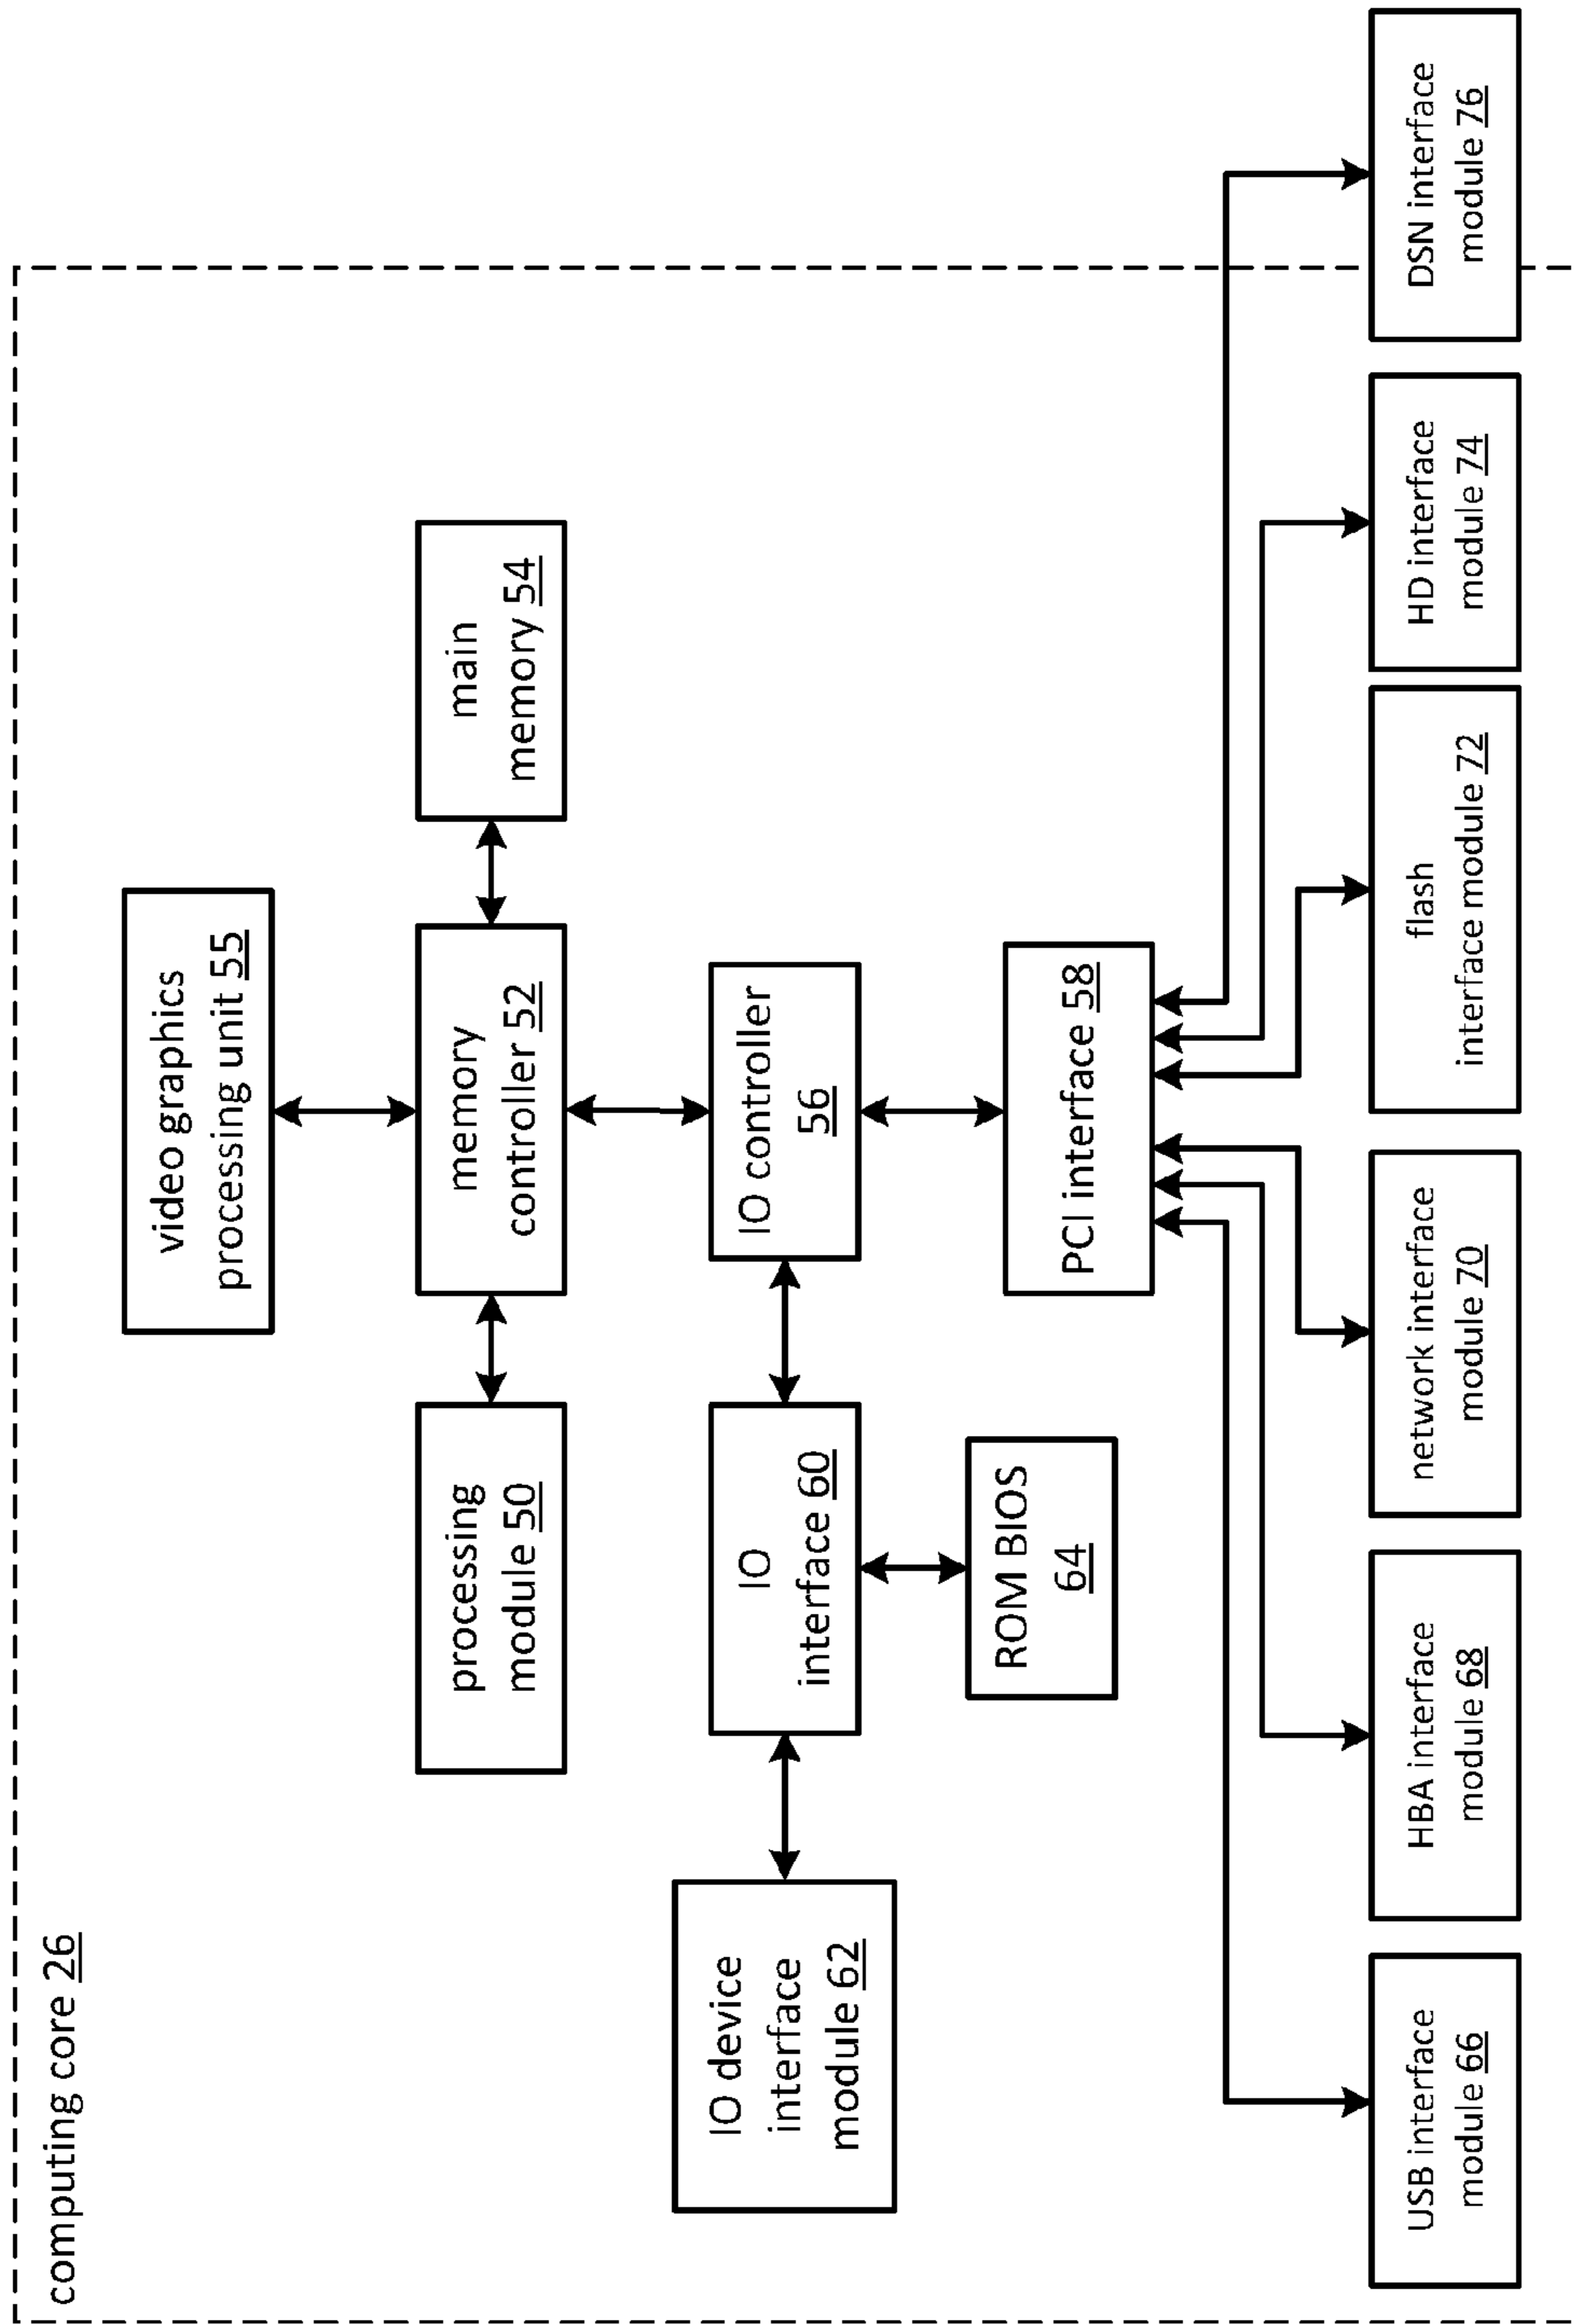 computing core 26
video graphics
processing unit 55
processing
module 50
memory
controller 52
main
memory 54
IO device
interface
module 62
IO
interface 60
IO controller
56
ROM BIOS
64
PCI interface 58
USB interface
module 66
HBA interface
module 68
network interface
module 70
flash
interface module 72
HD interface
module 74
DSN interface
module 76